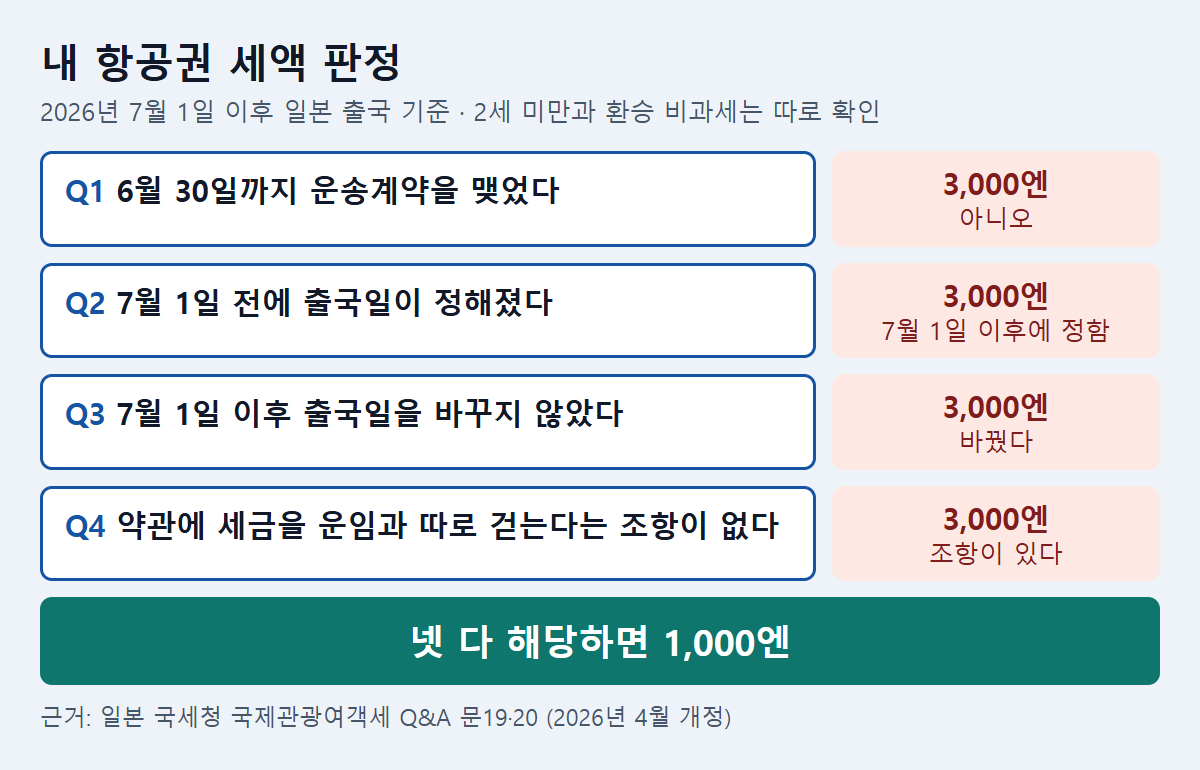 내 항공권 세액 판정
2026년 7월 1일 이후 일본 출국 기준 · 2세 미만과 환승 비과세는 따로 확인
Q1 6월 30일까지 운송계약을 맺었다
3,000엔
아니오
Q2 7월 1일 전에 출국일이 정해졌다
3,000엔
7월 1일 이후에 정함
Q3 7월 1일 이후 출국일을 바꾸지 않았다
3,000엔
바꿨다
Q4 약관에 세금을 운임과 따로 걷는다는 조항이 없다
3,000엔
조항이 있다
넷 다 해당하면 1,000엔
근거: 일본 국세청 국제관광여객세 Q&A 문19·20 (2026년 4월 개정)